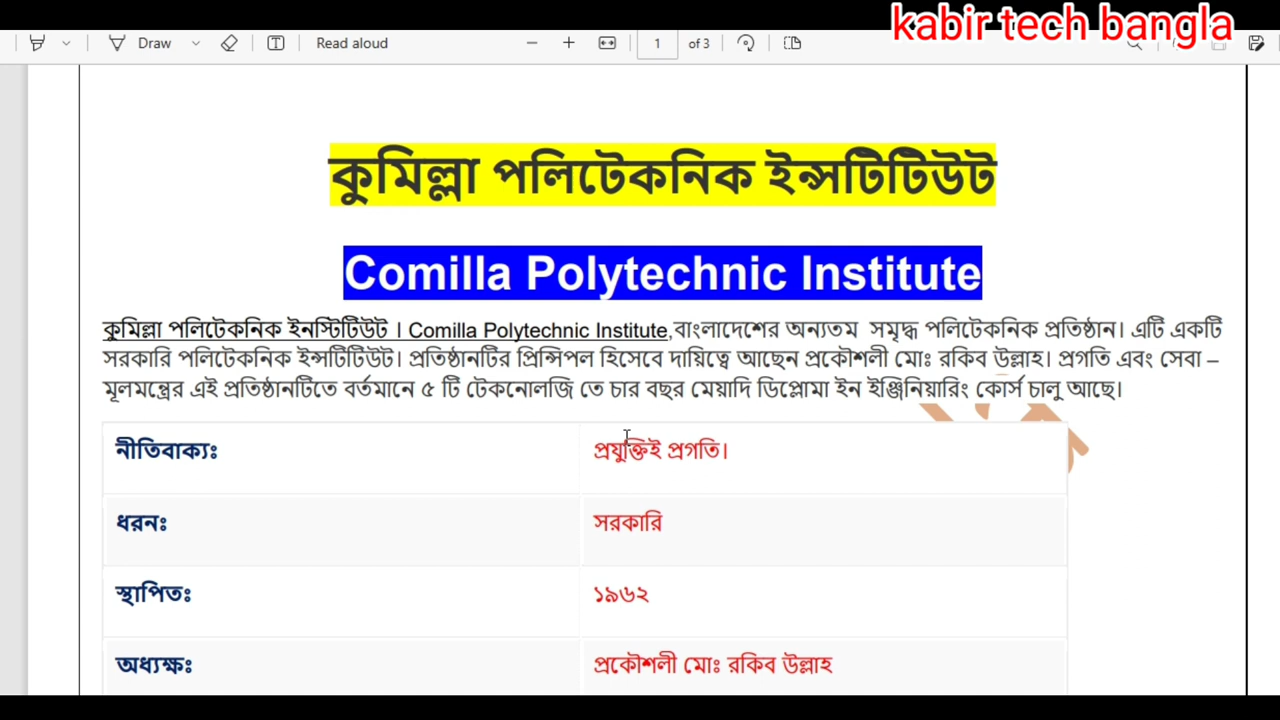 kabir tech bangla
Draw Read aloud 1 of 3
কুমিল্লা পলিটেকনিক ইন্সটিটিউট
Comilla Polytechnic Institute
কুমিল্লা পলিটেকনিক ইনস্টিটিউট । Comilla Polytechnic Institute,বাংলাদেশের অন্যতম সমৃদ্ধ পলিটেকনিক প্রতিষ্ঠান। এটি একটি
সরকারি পলিটেকনিক ইন্সটিটিউট। প্রতিষ্ঠানটির প্রিন্সিপল হিসেবে দায়িত্বে আছেন প্রকৌশলী মোঃ রকিব উল্লাহ। প্রগতি এবং সেবা –
মূলমন্ত্রের এই প্রতিষ্ঠানটিতে বর্তমানে ৫ টি টেকনোলজি তে চার বছর মেয়াদি ডিপ্লোমা ইন ইঞ্জিনিয়ারিং কোর্স চালু আছে।
নীতিবাক্যঃ প্রযুক্তিই প্রগতি।
ধরনঃ সরকারি
স্থাপিতঃ ১৯৬২
অধ্যক্ষঃ প্রকৌশলী মোঃ রকিব উল্লাহ